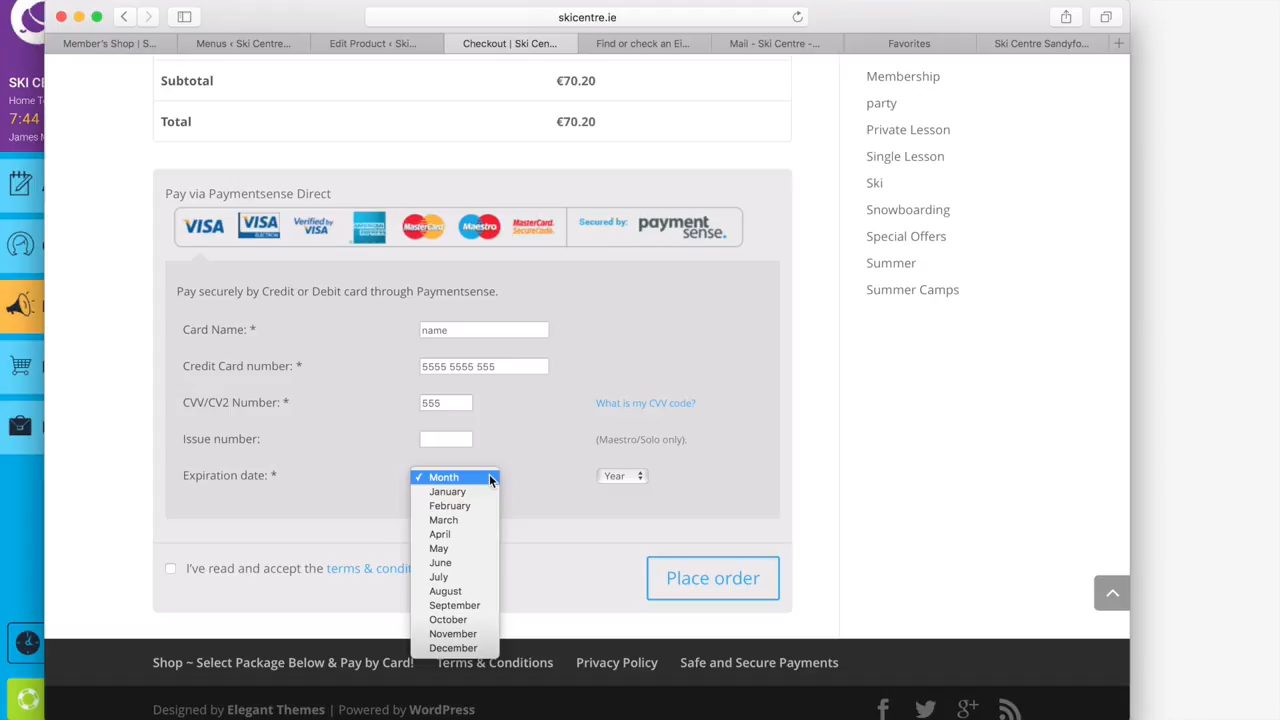 skicentre.ie
Member's Shop | S...
Menus ‹ Ski Centre...
Edit Product ‹ Ski...
Checkout | Ski Cen...
Find or check an Ei...
Mail - Ski Centre -...
Favorites
Ski Centre Sandyfo...
SKI CE
Home T
7:44
James M
Subtotal €70.20
Total €70.20
Membership
party
Private Lesson
Single Lesson
Ski
Snowboarding
Special Offers
Summer
Summer Camps
Pay via Paymentsense Direct
VISA VISA ELECTRON Verified by VISA AMERICAN EXPRESS MasterCard Maestro MasterCard. SecureCode. Secured by: payment sense.
Pay securely by Credit or Debit card through Paymentsense.
Card Name: * name
Credit Card number: * 5555 5555 555
CVV/CV2 Number: * 555 What is my CVV code?
Issue number: (Maestro/Solo only).
Expiration date: * ✓ Month Year
January
February
March
April
May
June
July
August
September
October
November
December
I've read and accept the terms & condit
Place order
Shop ~ Select Package Below & Pay by Card! Terms & Conditions Privacy Policy Safe and Secure Payments
Designed by Elegant Themes | Powered by WordPress